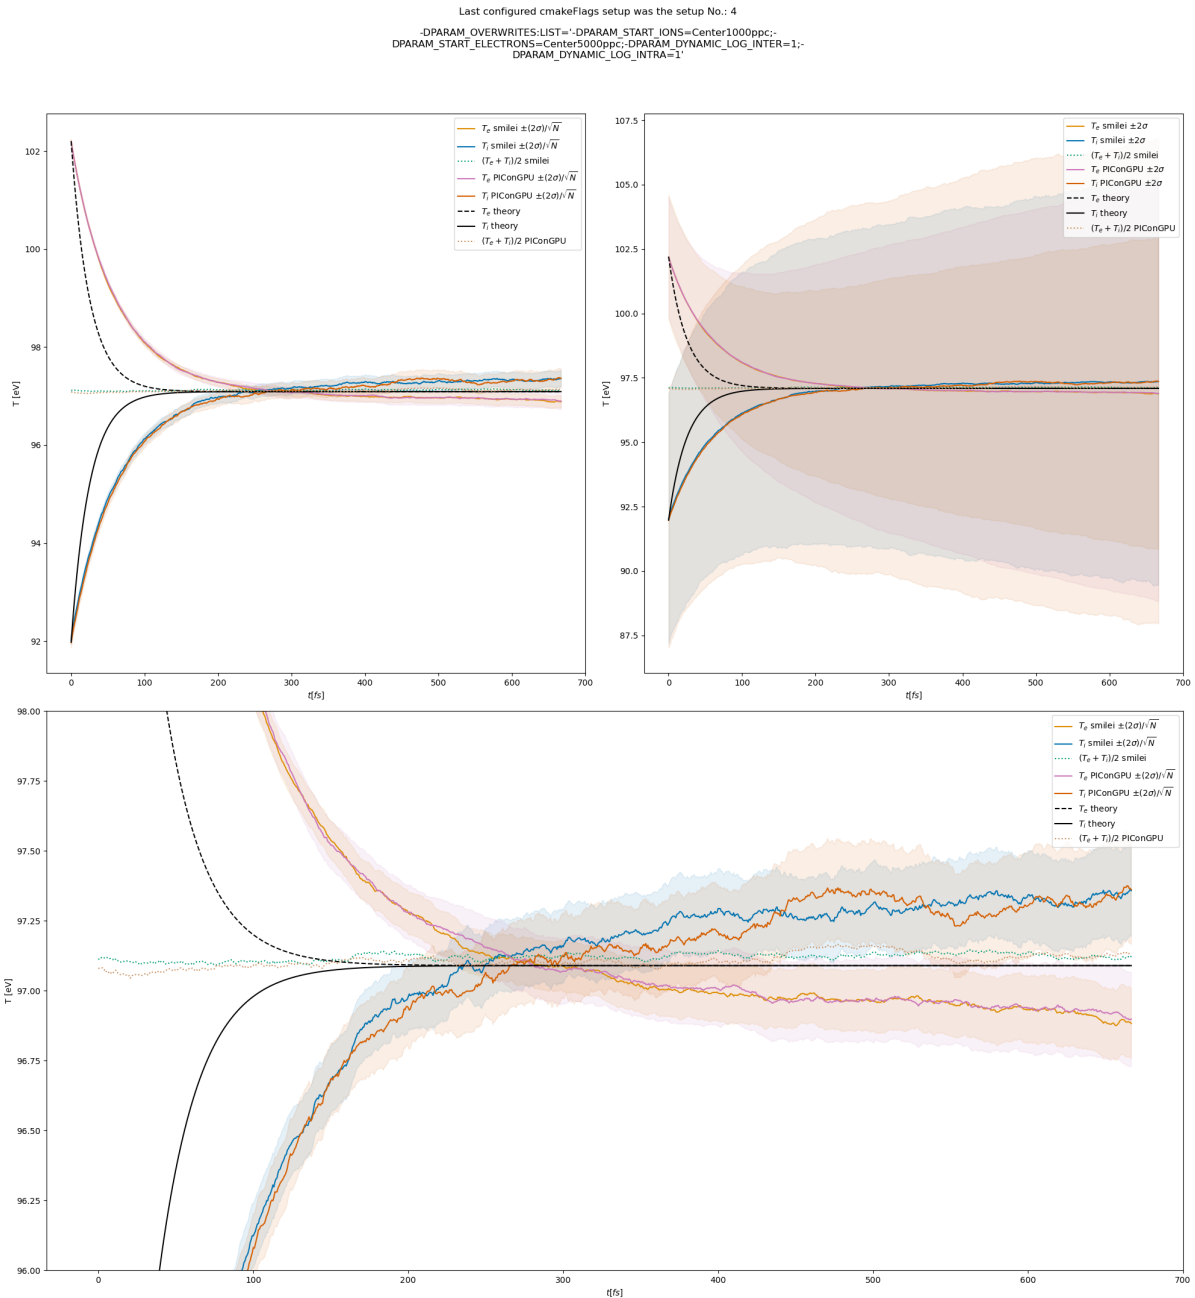 Last configured cmakeFlags setup was the setup No.: 4
-DPARAM_OVERWRITES:LIST='-DPARAM_START_IONS=Center1000ppc;-
DPARAM_START_ELECTRONS=Center5000ppc;-DPARAM_DYNAMIC_LOG_INTER=1;-
DPARAM_DYNAMIC_LOG_INTRA=1'
T [eV]
102
100
98
96
94
92
0 100 200 300 400 500 600 700
t[fs]
T_e smilei ±(2σ)/√N
T_i smilei ±(2σ)/√N
(T_e + T_i)/2 smilei
T_e PIConGPU ±(2σ)/√N
T_i PIConGPU ±(2σ)/√N
T_e theory
T_i theory
(T_e + T_i)/2 PIConGPU
T [eV]
107.5
105.0
102.5
100.0
97.5
95.0
92.5
90.0
87.5
0 100 200 300 400 500 600 700
t[fs]
T_e smilei ±2σ
T_i smilei ±2σ
(T_e + T_i)/2 smilei
T_e PIConGPU ±2σ
T_i PIConGPU ±2σ
T_e theory
T_i theory
(T_e + T_i)/2 PIConGPU
T [eV]
98.00
97.75
97.50
97.25
97.00
96.75
96.50
96.25
96.00
0 100 200 300 400 500 600 700
t[fs]
T_e smilei ±(2σ)/√N
T_i smilei ±(2σ)/√N
(T_e + T_i)/2 smilei
T_e PIConGPU ±(2σ)/√N
T_i PIConGPU ±(2σ)/√N
T_e theory
T_i theory
(T_e + T_i)/2 PIConGPU